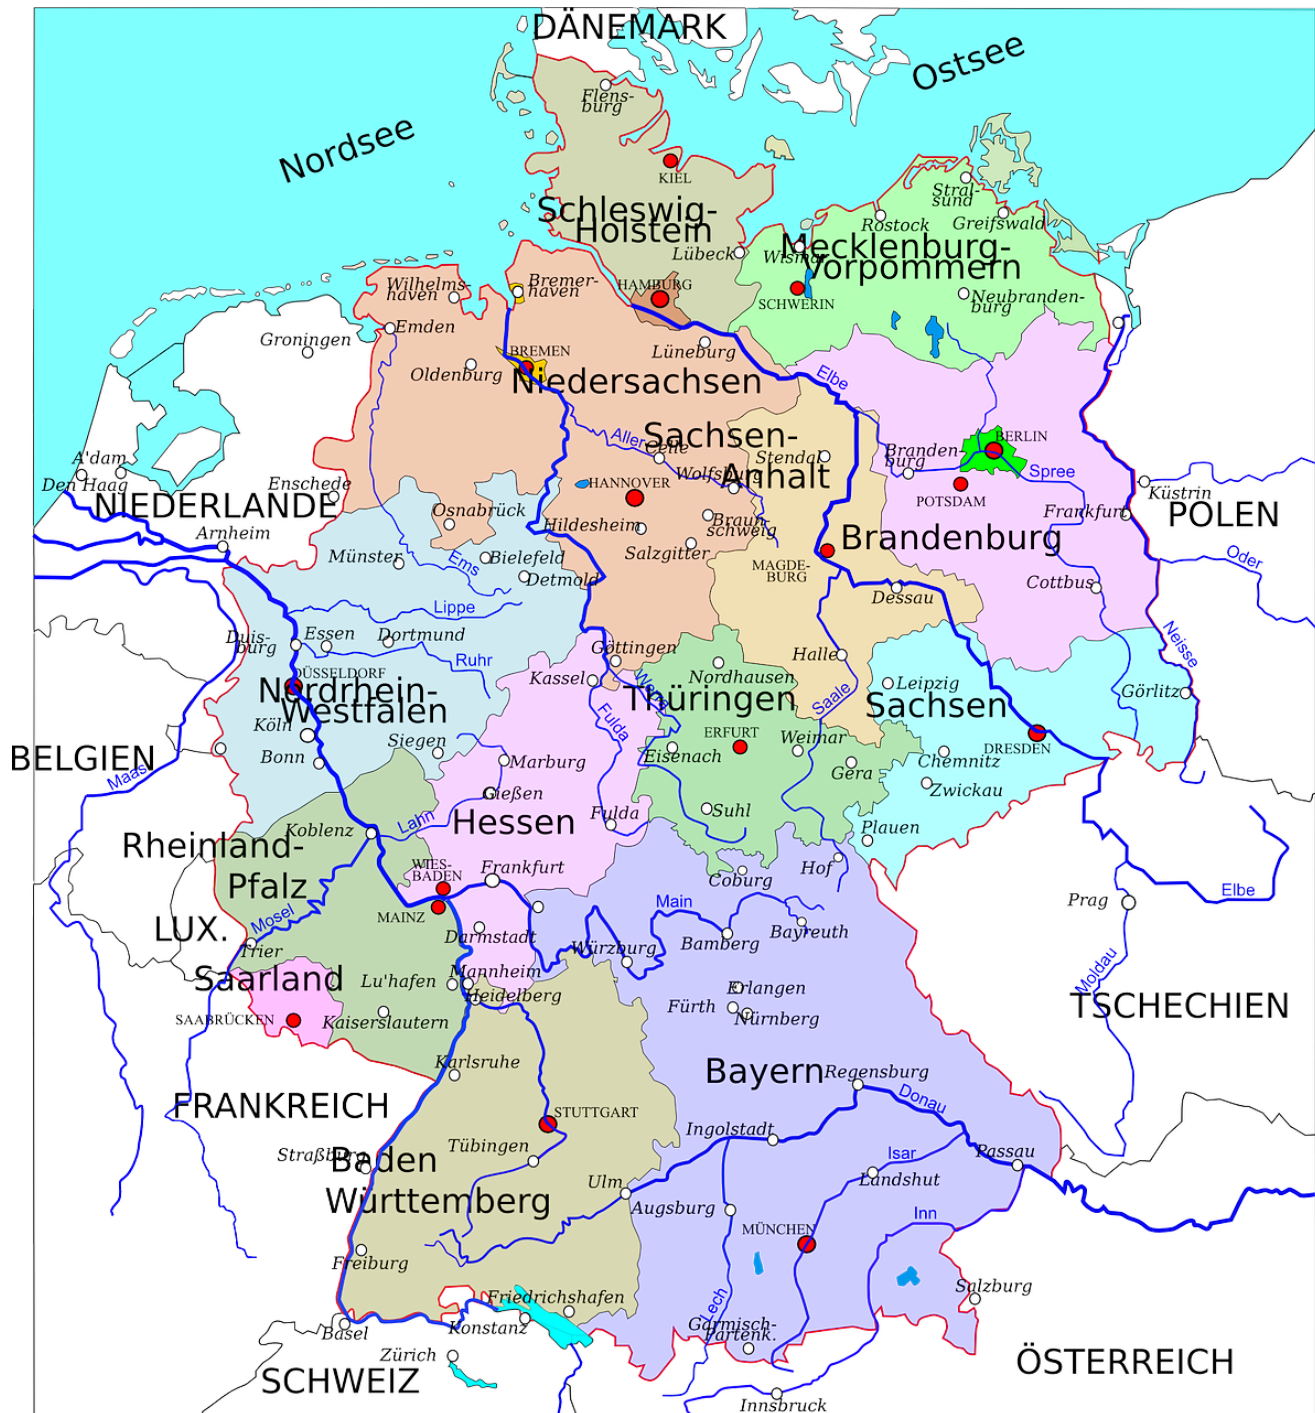 DÄNEMARK
Ostsee
Nordsee
Flens-
burg
KIEL
Schleswig-
Holstein
Stral-
sund
Rostock
Greifswald
Mecklenburg-
Vorpommern
Lübeck
Wismar
SCHWERIN
Neubranden-
burg
HAMBURG
Wilhelms-
haven
Bremer-
haven
Emden
Groningen
Lüneburg
BREMEN
Oldenburg
Niedersachsen
Elbe
Aller
Celle
Sachsen-
Anhalt
Stendal
Wolfsburg
Branden-
burg
BERLIN
Spree
POTSDAM
A'dam
Den Haag
NIEDERLANDE
Enschede
Arnheim
HANNOVER
Osnabrück
Hildesheim
Braun-
schweig
Salzgitter
Küstrin
POLEN
Frankfurt
Brandenburg
Oder
Münster
Bielefeld
Ems
Detmold
MAGDE-
BURG
Dessau
Cottbus
Lippe
Neisse
Duis-
burg
Essen
Dortmund
Ruhr
Göttingen
Kassel
Nordhausen
Halle
DÜSSELDORF
Nordrhein-
Westfalen
Werra
Thüringen
Saale
Leipzig
Sachsen
Görlitz
Köln
Fulda
Bonn
Siegen
Marburg
Eisenach
ERFURT
Weimar
DRESDEN
BELGIEN
Maas
Gera
Chemnitz
Zwickau
Gießen
Hessen
Fulda
Suhl
Plauen
Koblenz
Lahn
Rheinland-
Pfalz
WIES-
BADEN
Frankfurt
Coburg
Hof
Elbe
Prag
MAINZ
Main
LUX.
Mosel
Trier
Darmstadt
Würzburg
Bamberg
Bayreuth
Saarland
Lu'hafen
Mannheim
Heidelberg
Erlangen
Moldau
TSCHECHIEN
SAABRÜCKEN
Kaiserslautern
Fürth
Nürnberg
Karlsruhe
Bayern
Regensburg
FRANKREICH
STUTTGART
Donau
Ingolstadt
Straßburg
Baden
Württemberg
Tübingen
Isar
Passau
Ulm
Landshut
Augsburg
Inn
MÜNCHEN
Freiburg
Friedrichshafen
Lech
Salzburg
Basel
Konstanz
Garmisch-
Partenk.
Zürich
SCHWEIZ
ÖSTERREICH
Innsbruck